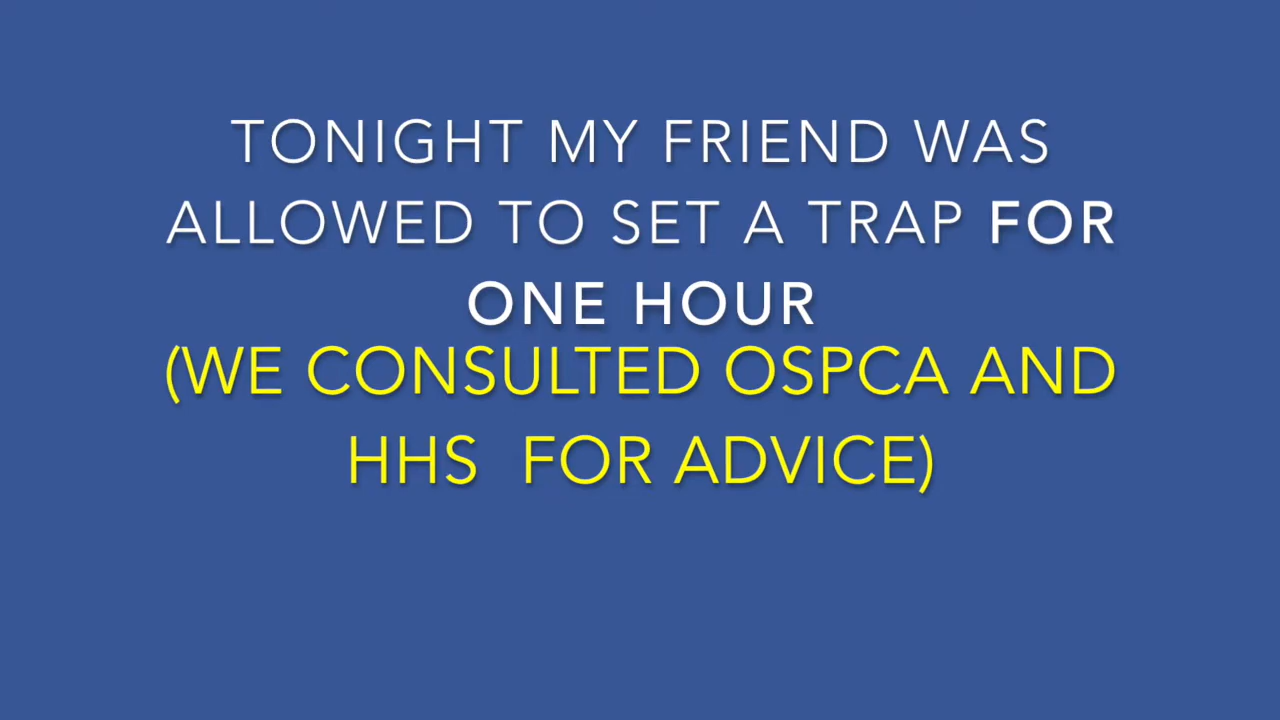 TONIGHT MY FRIEND WAS
ALLOWED TO SET A TRAP FOR
ONE HOUR
(WE CONSULTED OSPCA AND
HHS FOR ADVICE)